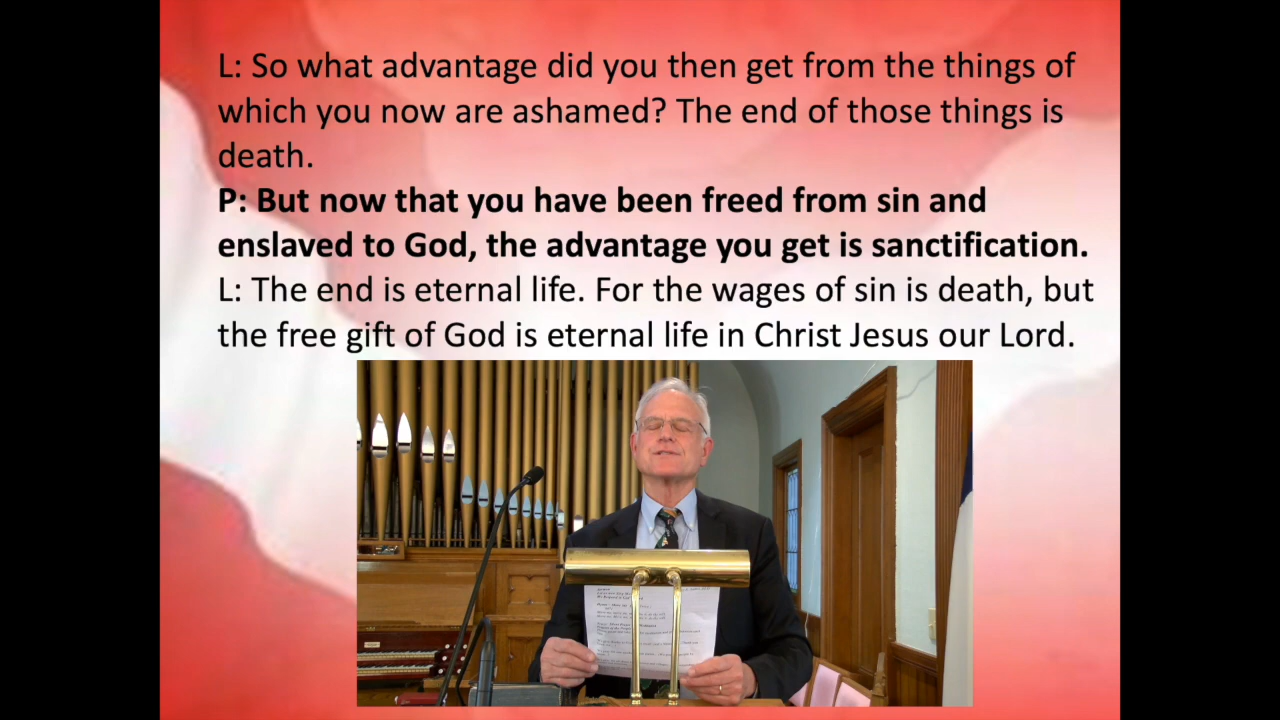 L: So what advantage did you then get from the things of
which you now are ashamed? The end of those things is
death.
P: But now that you have been freed from sin and
enslaved to God, the advantage you get is sanctification.
L: The end is eternal life. For the wages of sin is death, but
the free gift of God is eternal life in Christ Jesus our Lord.